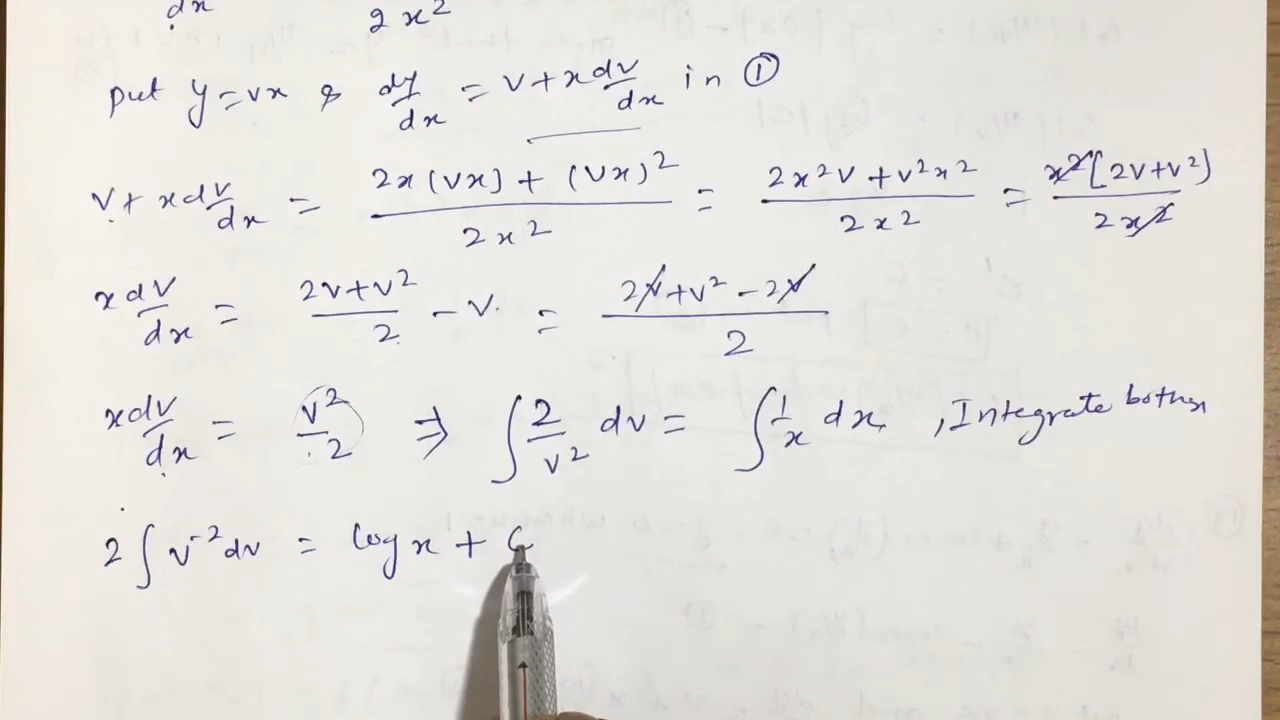 dx 2x²
put y=vx & dy/dx = v+x dv/dx in ①
v+x dv/dx = (2x(vx)+(vx)²)/(2x²) = (2x²v+v²x²)/(2x²) = (x²[2v+v²])/(2x²)
x dv/dx = (2v+v²)/2 - v. = (2v+v²-2v)/2
x dv/dx = v²/2 ⇒ ∫ 2/v² dv = ∫ 1/x dx, , Integrate both
2∫v⁻²dv = log x + c